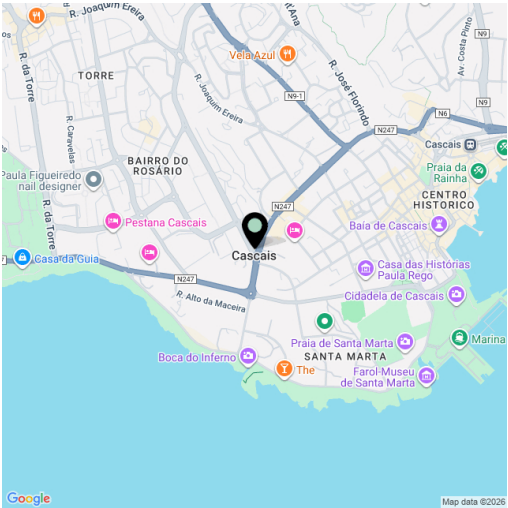 R. Joaquim Ereira
R. da Torre
TORRE
Vela Azul
Sant'Ana
R. José Florindo
Av. Costa Pinto
N9
N9-1
N6
N9
R. Joaquim Ereira
R. Caravelas
N247
Cascais
BAIRRO DO
ROSÁRIO
Praia da
Rainha
Paula Figueiredo
nail designer
CENTRO
HISTORICO
R. da Torre
N247
Pestana Cascais
Baia de Cascais
Cascais
Casa da Guia
Casa das Histórias
Paula Rego
N247
R. Alto da Maceira
Cidadela de Cascais
Praia de Santa Marta
Marina
SANTA MARTA
Boca do Inferno
The
Farol-Museu
de Santa Marta
Google
Map data ©2026